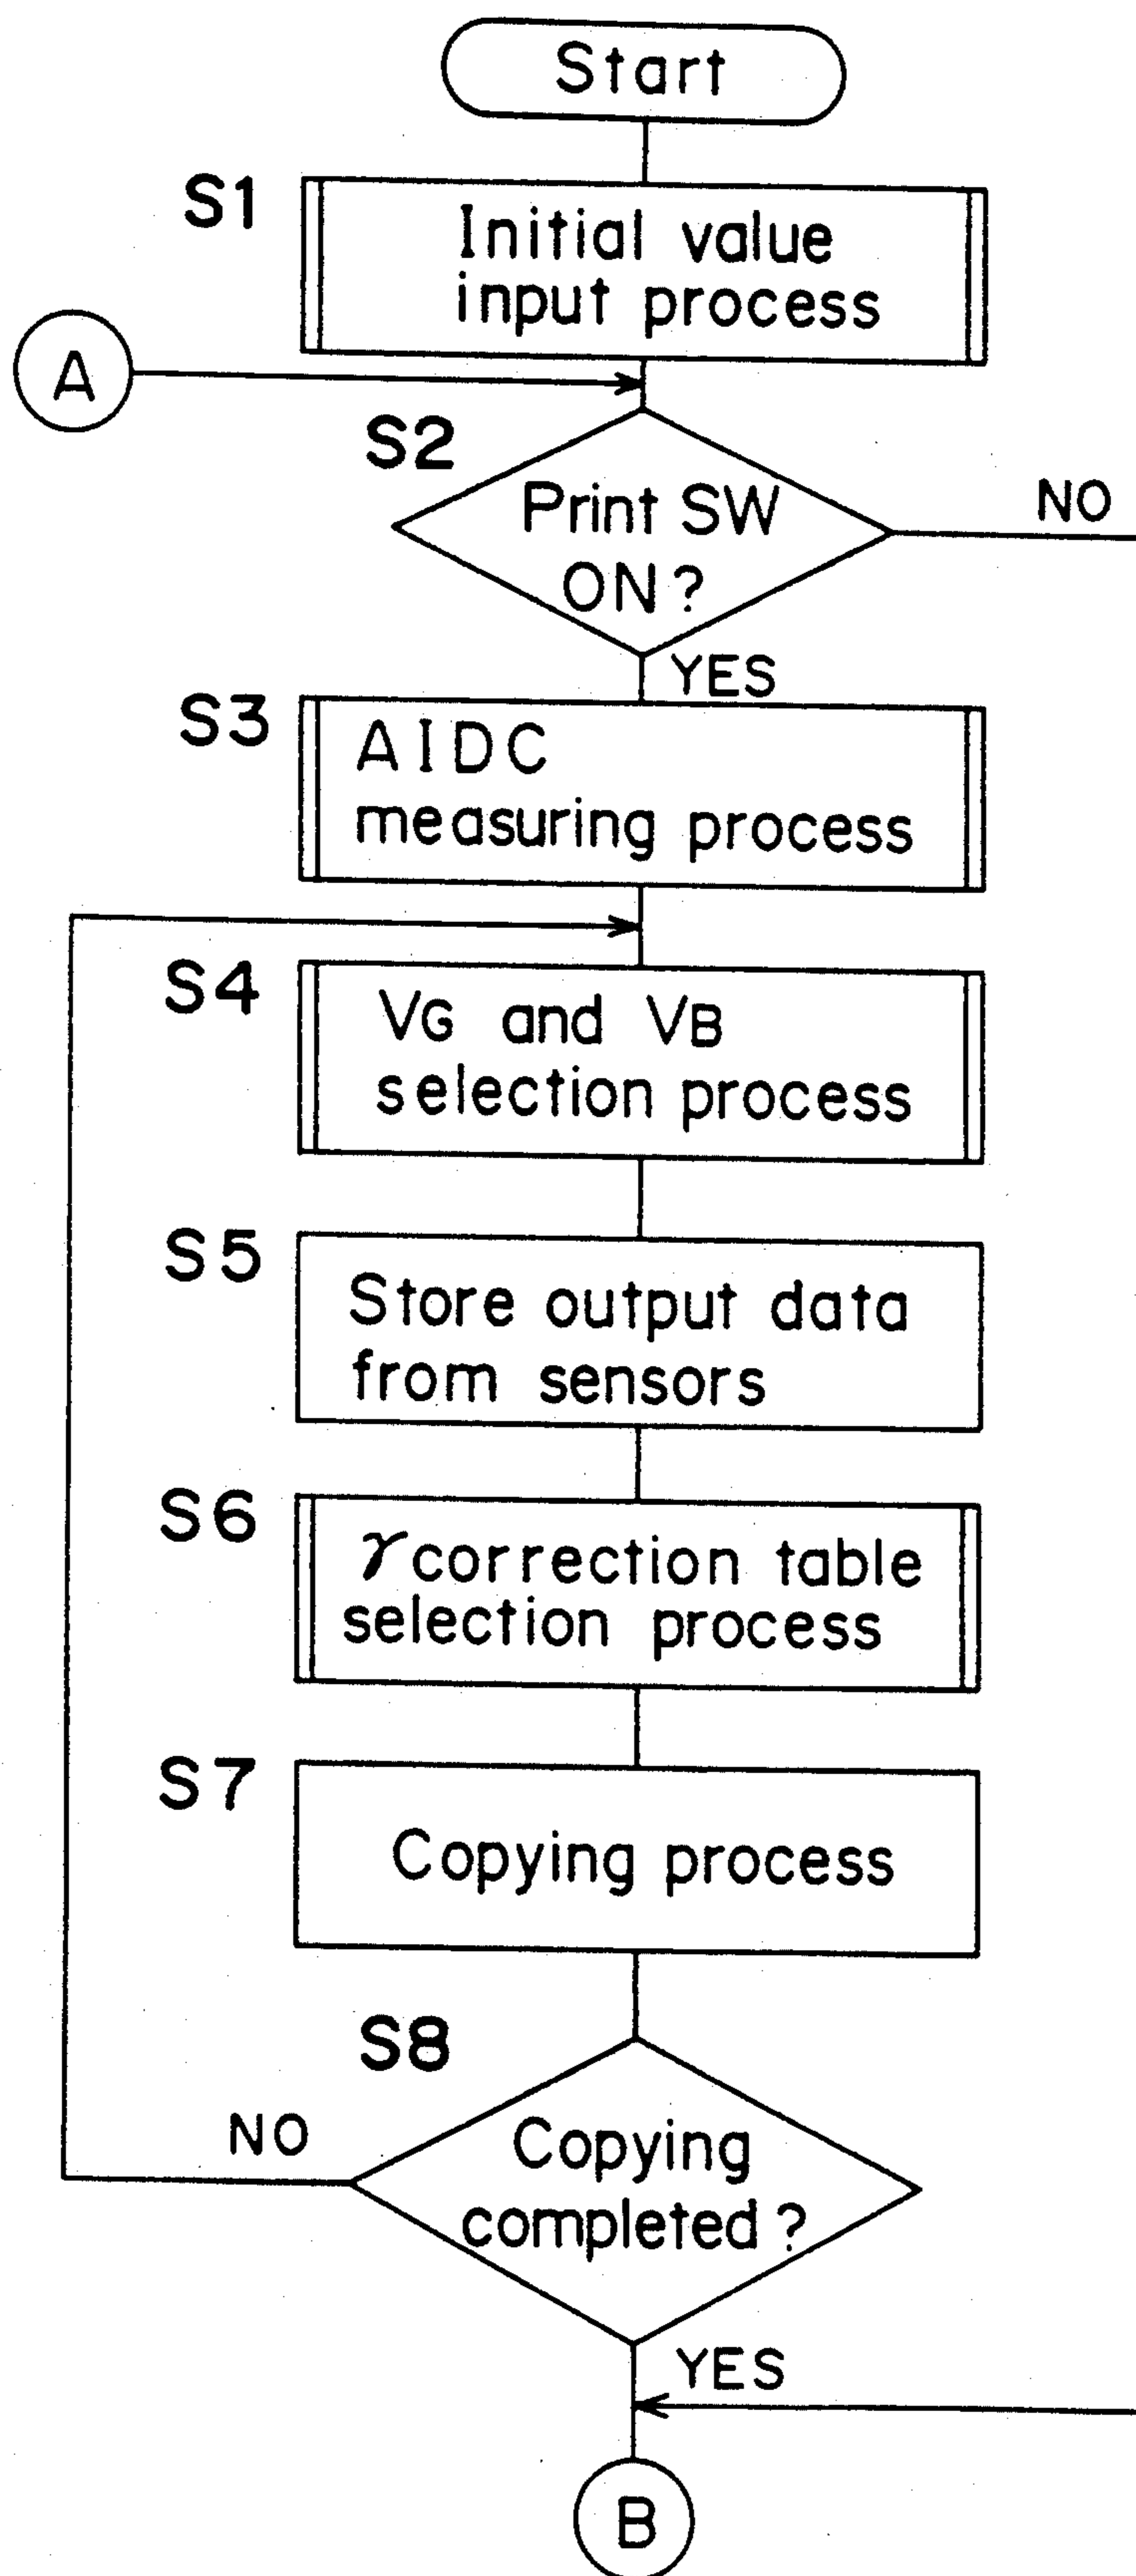 Start
S1
Initial value
input process
A
S2
Print SW
ON?
NO
YES
S3
AIDC
measuring process
S4
VG and VB
selection process
S5
Store output data
from sensors
S6
γ correction table
selection process
S7
Copying process
S8
Copying
completed?
NO
YES
B